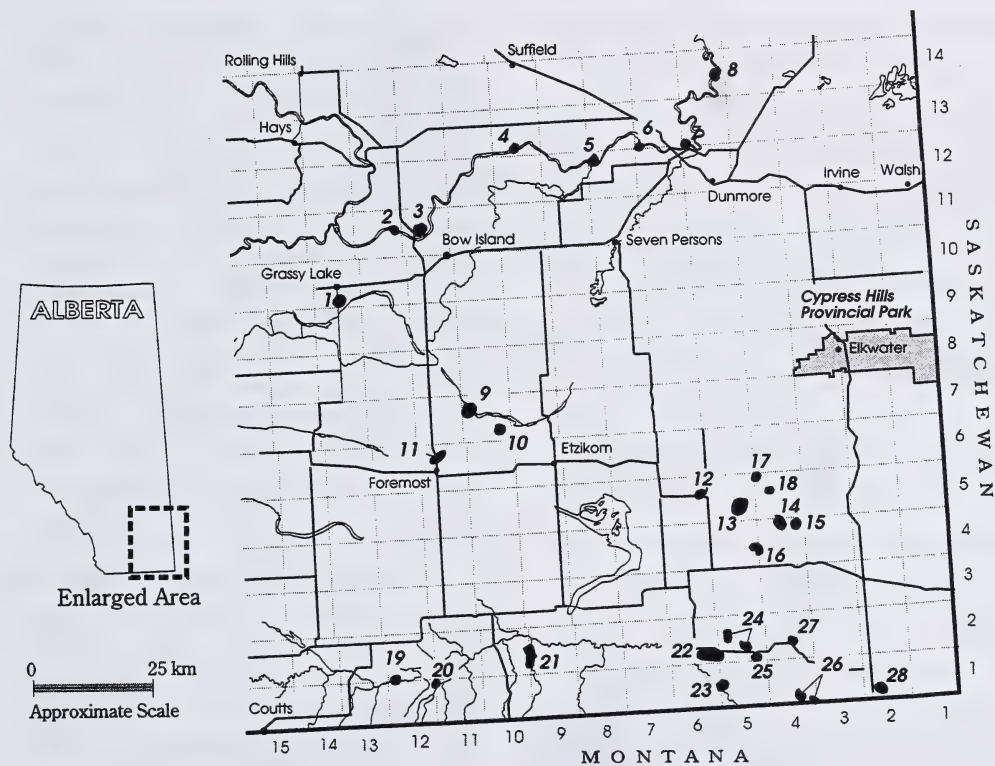 Rolling Hills
Suffield
14
8
13
Hays
4
5
6
7
12
Irvine
Walsh
Dunmore
11
2
3
Bow Island
Seven Persons
10
SASKATCHEWAN
Grassy Lake
1
9
Cypress Hills
Provincial Park
ALBERTA
Elkwater
8
7
9
10
6
11
Etzikom
Foremost
17
18
12
5
13
14
15
4
16
3
Enlarged Area
2
24
27
0 25 km
Approximate Scale
19
20
21
22
25
26
28
1
23
Coutts
15 14 13 12 11 10 9 8 7 6 5 4 3 2 1
MONTANA